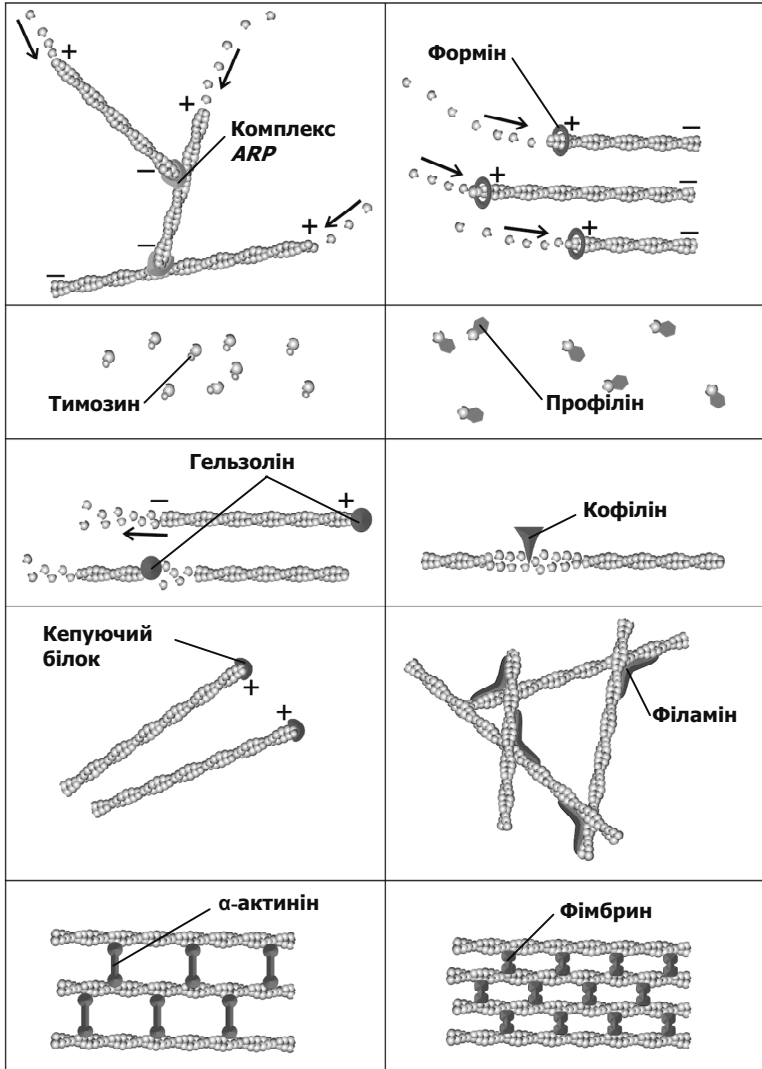 +
+
Комплекс
ARP
−
+
−
−
Формін
+
−
+
−
+
−
Тимозин
Профілін
Гельзолін
−
+
Кофілін
Кепуючий
білок
+
+
Філамін
α-актинін
Фімбрин